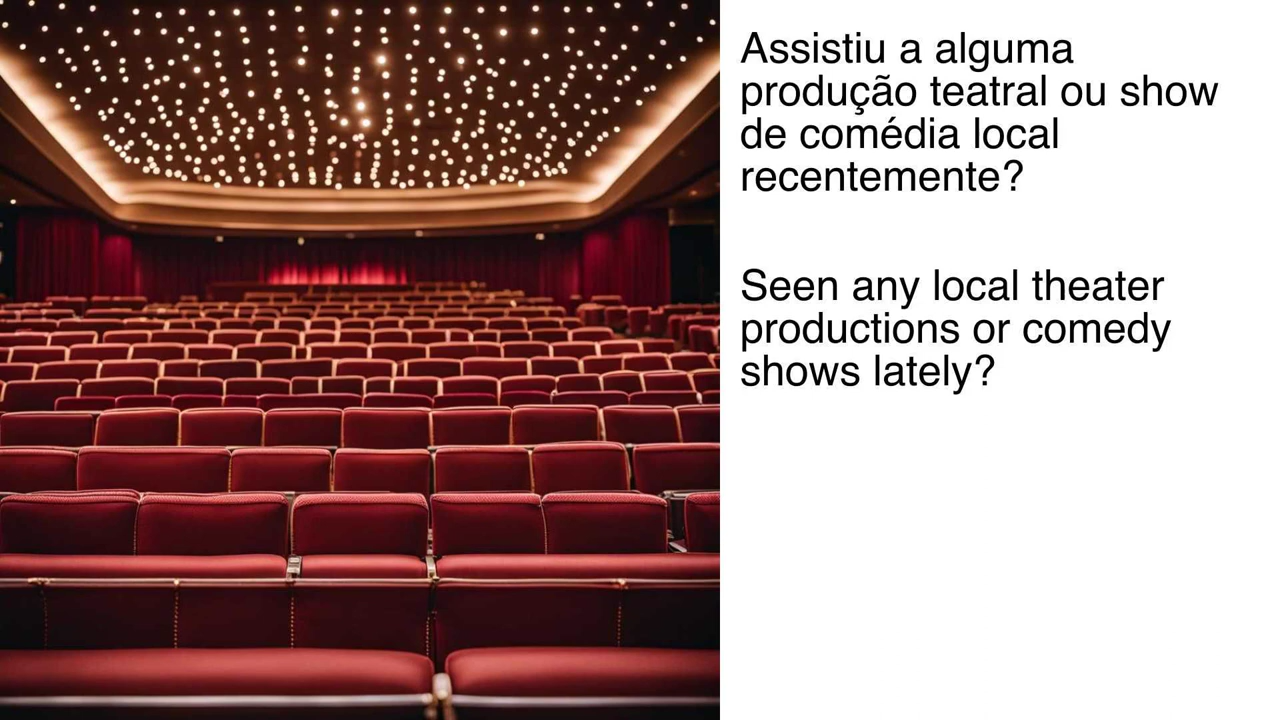 Assistiu a alguma
produção teatral ou show
de comédia local
recentemente?
Seen any local theater
productions or comedy
shows lately?